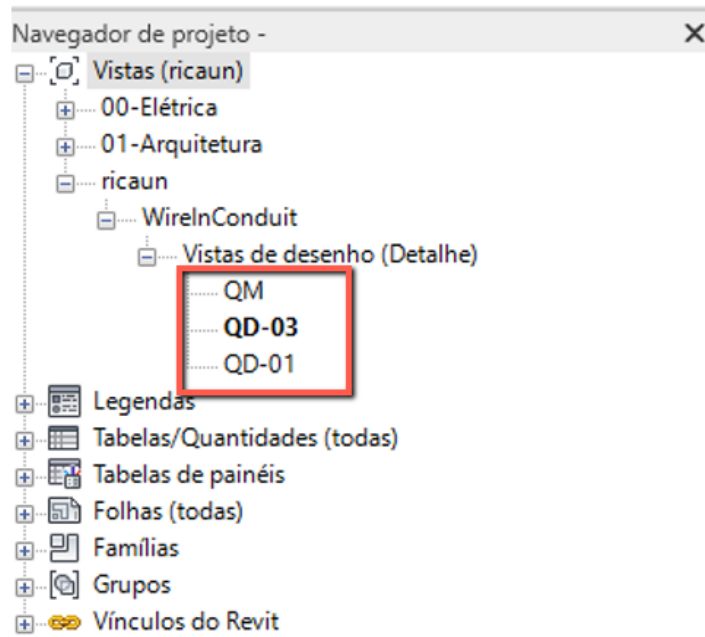 Navegador de projeto -
Vistas (ricaun)
00-Elétrica
01-Arquitetura
ricaun
WireInConduit
Vistas de desenho (Detalhe)
QM
QD-03
QD-01
Legendas
Tabelas/Quantidades (todas)
Tabelas de painéis
Folhas (todas)
Famílias
Grupos
Vínculos do Revit